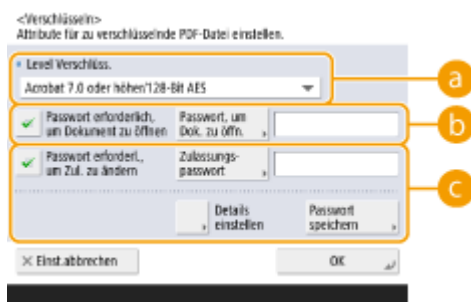 <Verschlüsseln>
Attribute für zu verschlüsselnde PDF-Datei einstellen.
Level Verschlüss.
Acrobat 7.0 oder höhen/128-Bit AES
a
Passwort erforderlich, um Dokument zu öffnen
Passwort, um Dok. zu öffn.
b
Passwort erforderl., um Zul. zu ändern
Zulassungs-passwort
c
Details einstellen
Passwort speichern
× Einst.abbrechen
OK